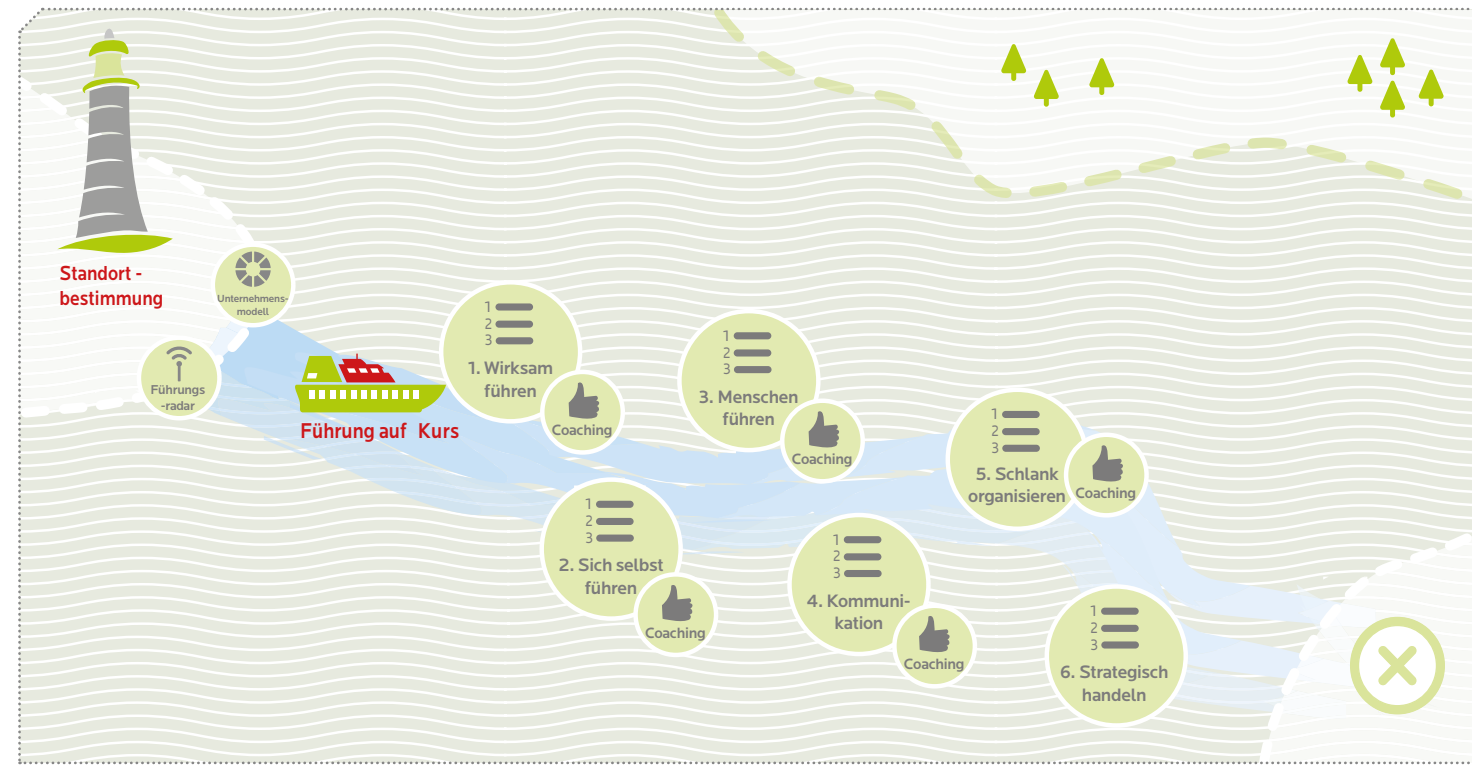 Standort -
bestimmung
Unternehmens-
modell
Führungs
-radar
Führung auf Kurs
1
2
3
1. Wirksam
führen
Coaching
1
2
3
2. Sich selbst
führen
Coaching
1
2
3
3. Menschen
führen
Coaching
1
2
3
4. Kommuni-
kation
Coaching
1
2
3
5. Schlank
organisieren
Coaching
1
2
3
6. Strategisch
handeln